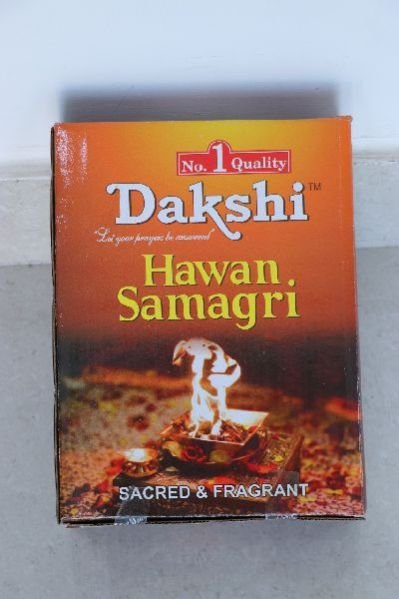 No. 1 Quality
Dakshi™
"Let your prayers be answered"
Hawan
Samagri
SACRED & FRAGRANT